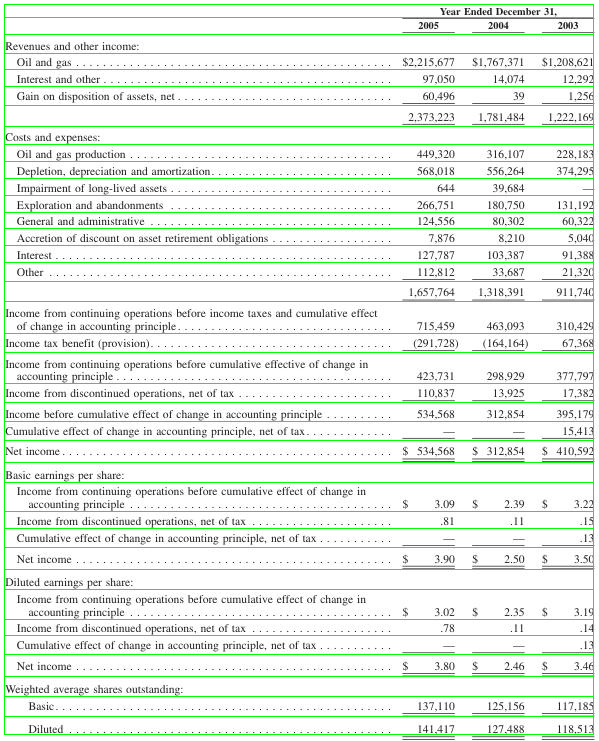 Year Ended December 31,
2005 2004 2003
Revenues and other income:
Oil and gas . . . $2,215,677 $1,767,371 $1,208,621
Interest and other . . . 97,050 14,074 12,292
Gain on disposition of assets, net . . . 60,496 39 1,256
2,373,223 1,781,484 1,222,169
Costs and expenses:
Oil and gas production . . . 449,320 316,107 228,183
Depletion, depreciation and amortization . . . 568,018 556,264 374,295
Impairment of long-lived assets . . . 644 39,684 —
Exploration and abandonments . . . 266,751 180,750 131,192
General and administrative . . . 124,556 80,302 60,322
Accretion of discount on asset retirement obligations . . . 7,876 8,210 5,040
Interest . . . 127,787 103,387 91,388
Other . . . 112,812 33,687 21,320
1,657,764 1,318,391 911,740
Income from continuing operations before income taxes and cumulative effect
of change in accounting principle . . . 715,459 463,093 310,429
Income tax benefit (provision) . . . (291,728) (164,164) 67,368
Income from continuing operations before cumulative effective of change in
accounting principle . . . 423,731 298,929 377,797
Income from discontinued operations, net of tax . . . 110,837 13,925 17,382
Income before cumulative effect of change in accounting principle . . . 534,568 312,854 395,179
Cumulative effect of change in accounting principle, net of tax . . . — — 15,413
Net income . . . $ 534,568 $ 312,854 $ 410,592
Basic earnings per share:
Income from continuing operations before cumulative effect of change in
accounting principle . . . $ 3.09 $ 2.39 $ 3.22
Income from discontinued operations, net of tax . . . .81 .11 .15
Cumulative effect of change in accounting principle, net of tax . . . — — .13
Net income . . . $ 3.90 $ 2.50 $ 3.50
Diluted earnings per share:
Income from continuing operations before cumulative effect of change in
accounting principle . . . $ 3.02 $ 2.35 $ 3.19
Income from discontinued operations, net of tax . . . .78 .11 .14
Cumulative effect of change in accounting principle, net of tax . . . — — .13
Net income . . . $ 3.80 $ 2.46 $ 3.46
Weighted average shares outstanding:
Basic . . . 137,110 125,156 117,185
Diluted . . . 141,417 127,488 118,513